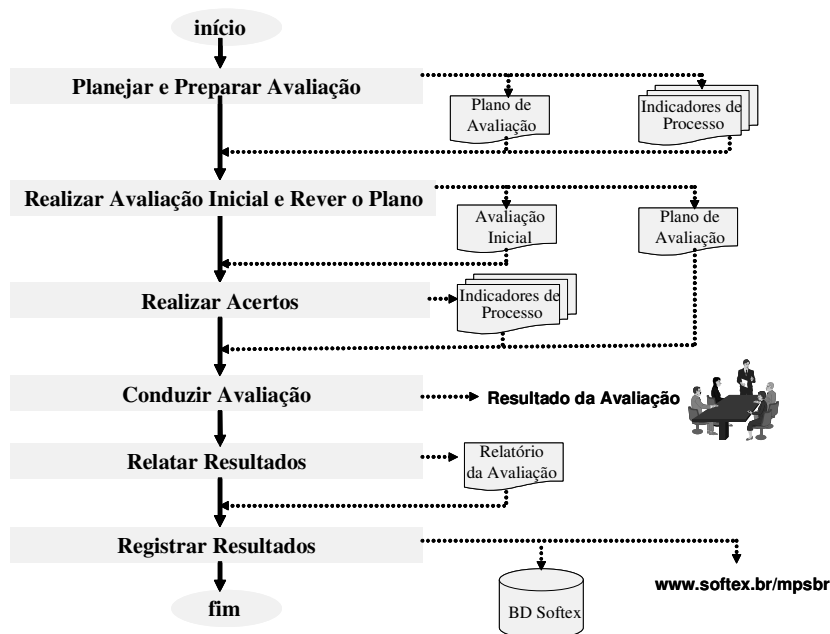 início
Planejar e Preparar Avaliação
Plano de
Avaliação
Indicadores de
Processo
Realizar Avaliação Inicial e Rever o Plano
Avaliação
Inicial
Plano de
Avaliação
Realizar Acertos
Indicadores de
Processo
Conduzir Avaliação
Resultado da Avaliação
Relatar Resultados
Relatório
da Avaliação
Registrar Resultados
BD Softex
www.softex.br/mpsbr
fim